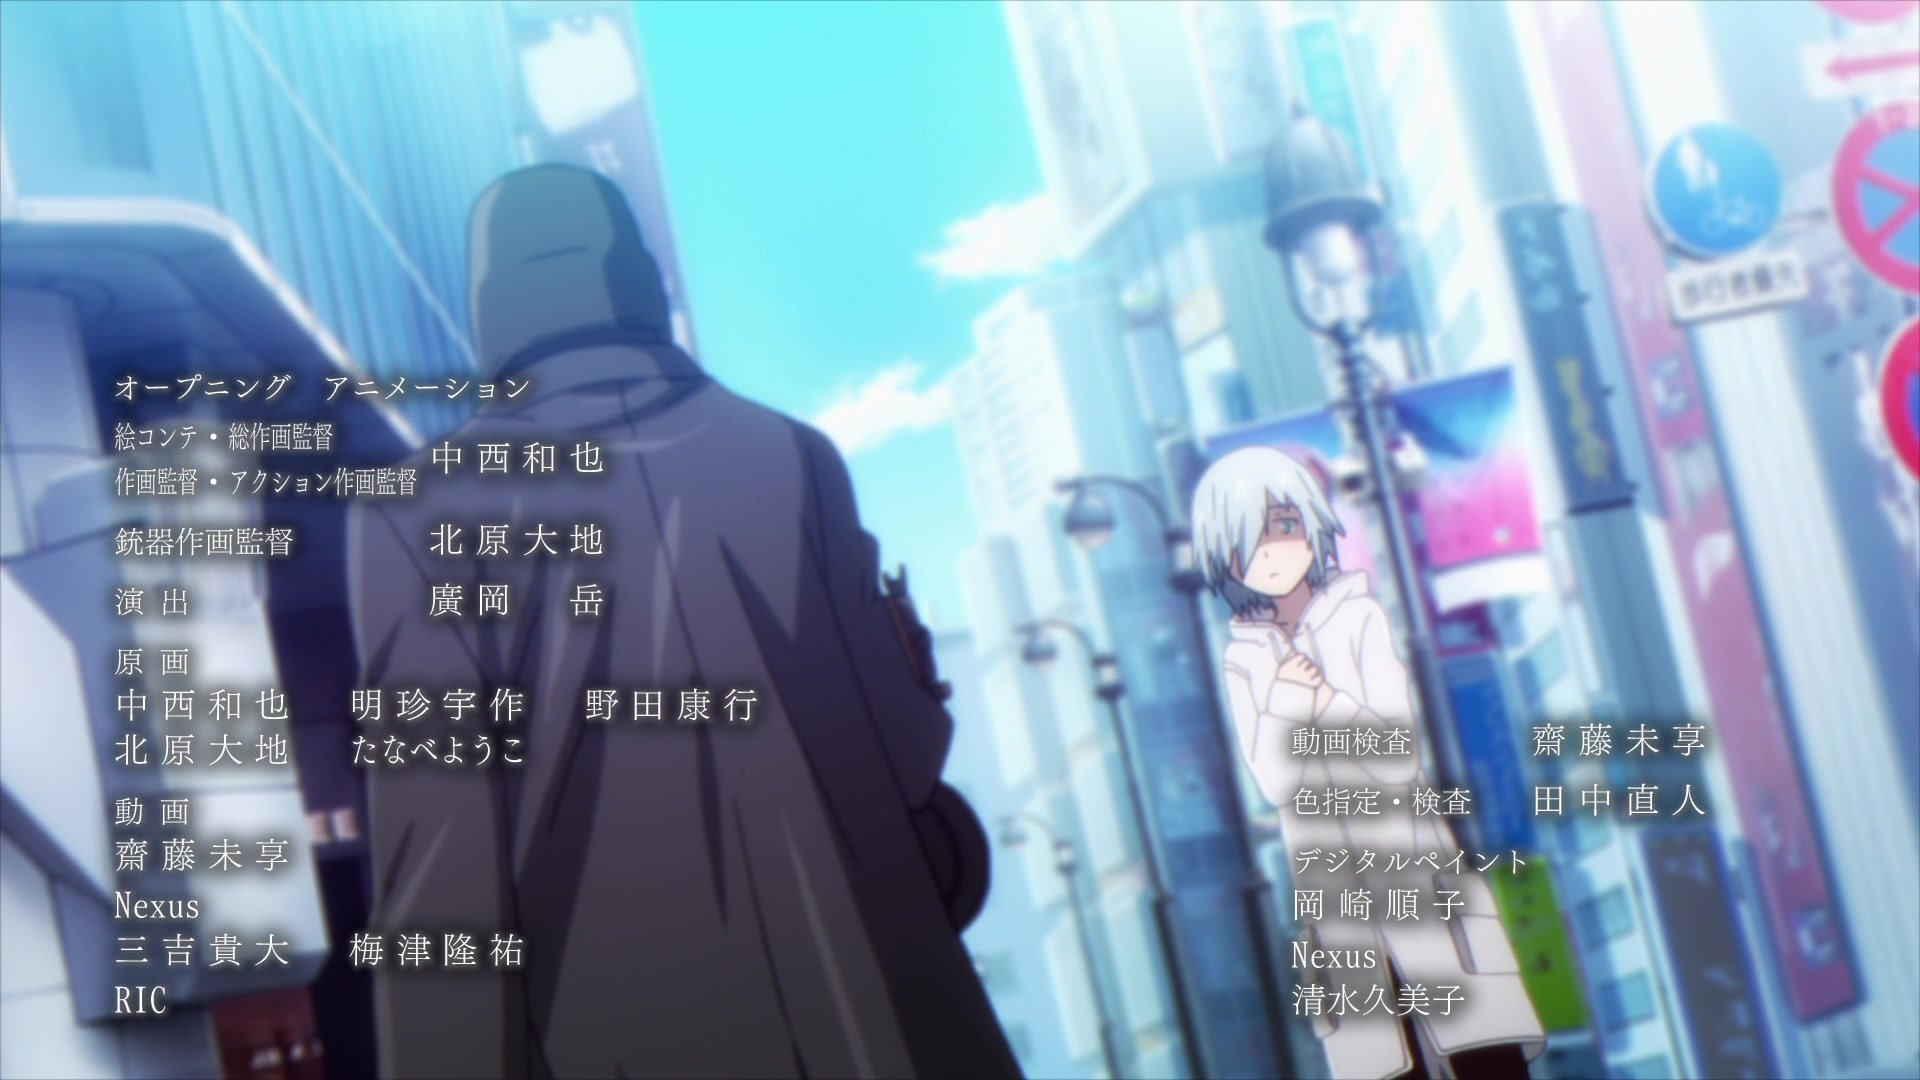 オープニング　アニメーション
絵コンテ・総作画監督
作画監督・アクション作画監督
中西和也
銃器作画監督　北原大地
演出　廣岡　岳
原画
中西和也　明珍宇作　野田康行
北原大地　たなべようこ
動画
齋藤未享
Nexus
三吉貴大　梅津隆祐
RIC
動画検査　齋藤未享
色指定・検査　田中直人
デジタルペイント
岡崎順子
Nexus
清水久美子